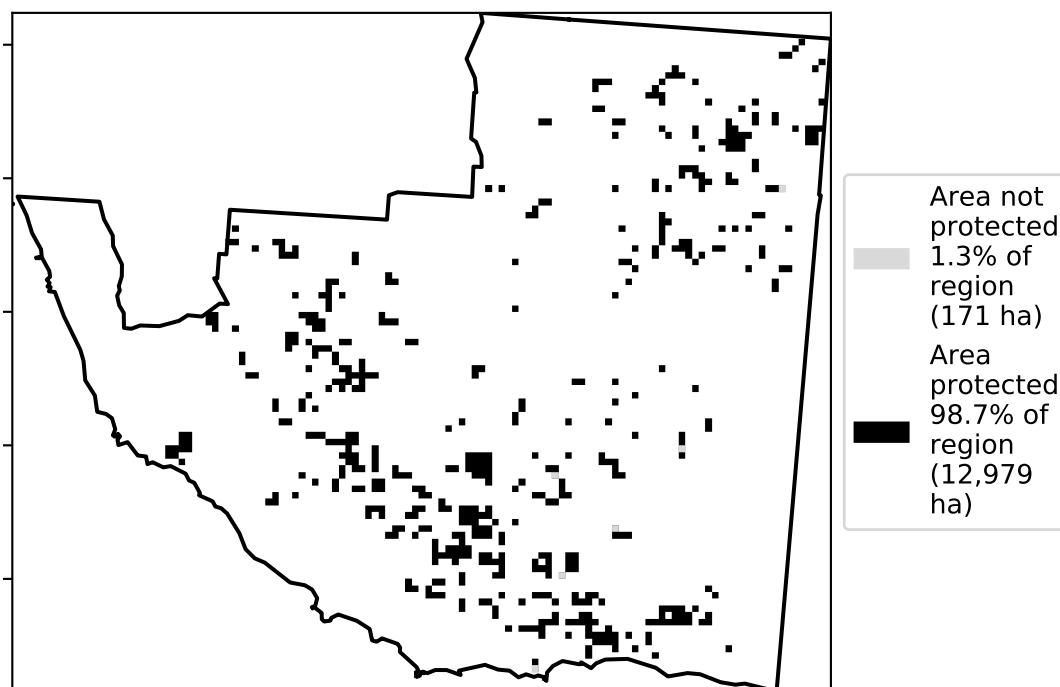 Area not
protected
1.3% of
region
(171 ha)
Area
protected
98.7% of
region
(12,979
ha)